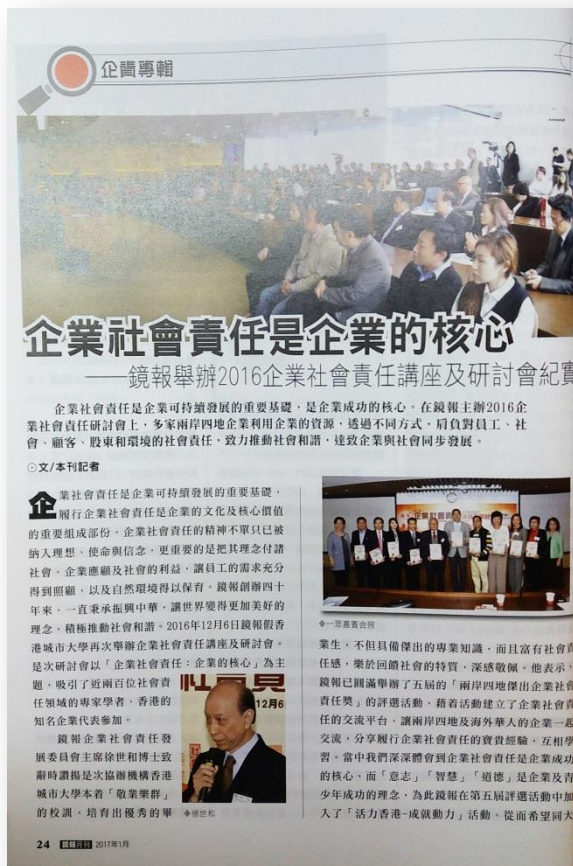 企責專輯
企業社會責任是企業的核心
——鏡報舉辦2016企業社會責任講座及研討會紀實
企業社會責任是企業可持續發展的重要基礎，是企業成功的核心。在鏡報主辦2016企
業社會責任研討會上，多家兩岸四地企業利用企業的資源，透過不同方式，肩負對員工、社
會、顧客、股東和環境的社會責任，致力推動社會和諧，達致企業與社會同步發展。
⊙文/本刊記者
企業社會責任是企業可持續發展的重要基礎，
履行企業社會責任是企業的文化及核心價值
的重要組成部份。企業社會責任的精神不單只已被
納入理想、使命與信念，更重要的是把其理念付諸
社會。企業應顧及社會的利益，讓員工的需求充分
得到照顧，以及自然環境得以保育。鏡報創辦四十
年來，一直秉承振興中華，讓世界變得更加美好的
理念，積極推動社會和諧。2016年12月6日鏡報假香
港城市大學再次舉辦企業社會責任講座及研討會。
是次研討會以「企業社會責任：企業的核心」為主
題，吸引了近兩百位社會責
任領域的專家學者，香港的
知名企業代表參加。
鏡報企業社會責任發
展委員會主席徐世和博士致
辭時讚揚是次協辦機構香港
城市大學本着「敬業樂群」
的校訓，培育出優秀的畢
社會責
12月6
◆徐世和
企業社會責
◆一眾嘉賓合照
業生，不但具備傑出的專業知識，而且富有社會責
任感，樂於回饋社會的特質，深感敬佩。他表示，
鏡報已圓滿舉辦了五屆的「兩岸四地傑出企業社會
責任獎」的評選活動，藉着活動建立了企業社會責
任的交流平台，讓兩岸四地及海外華人的企業一起
交流，分享履行企業社會責任的寶貴經驗，互相學
習。當中我們深深體會到企業社會責任是企業成功
的核心，而「意志」「智慧」「道德」是企業及青
少年成功的理念，為此鏡報在第五屆評選活動中加
入了「活力香港-成就動力」活動。從而希望同大
24 鏡報月刊 2017年1月